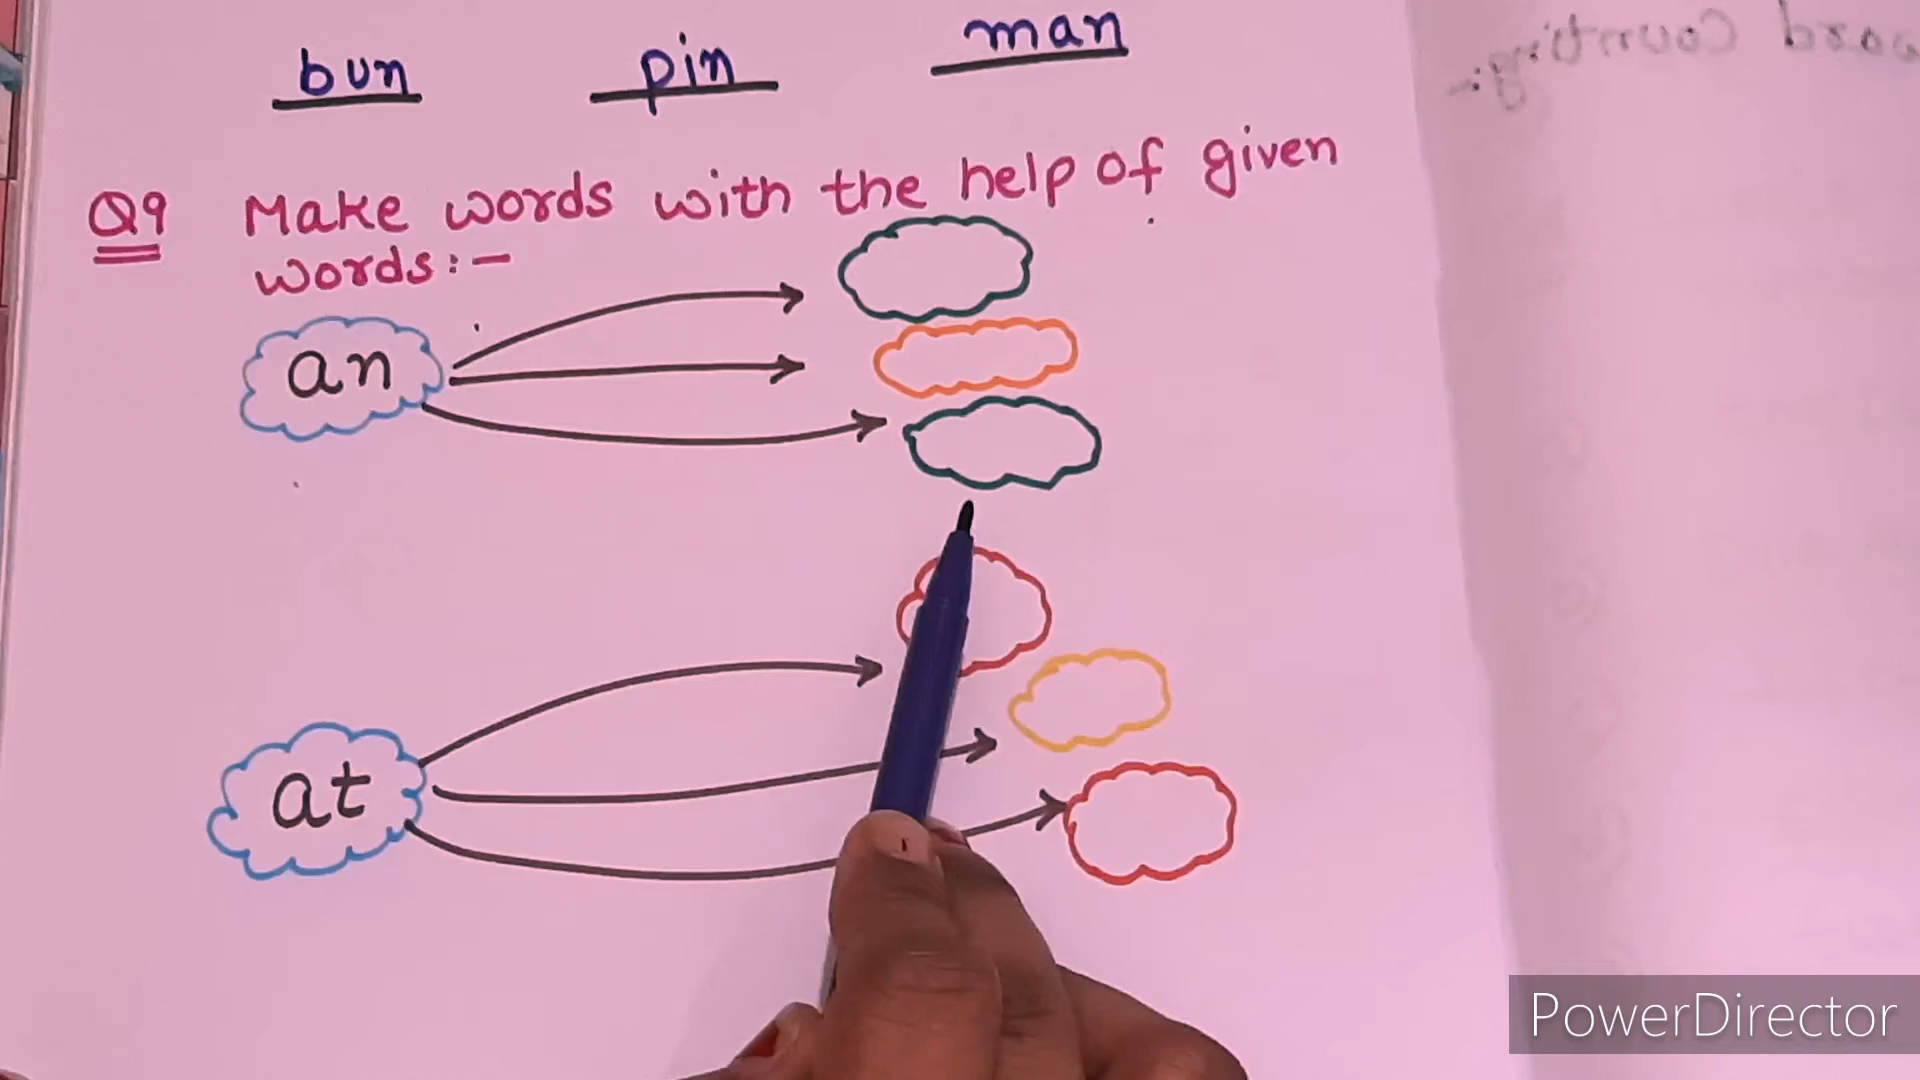 bun pin man
Q9 Make words with the help of given
words:-
an
at
PowerDirector